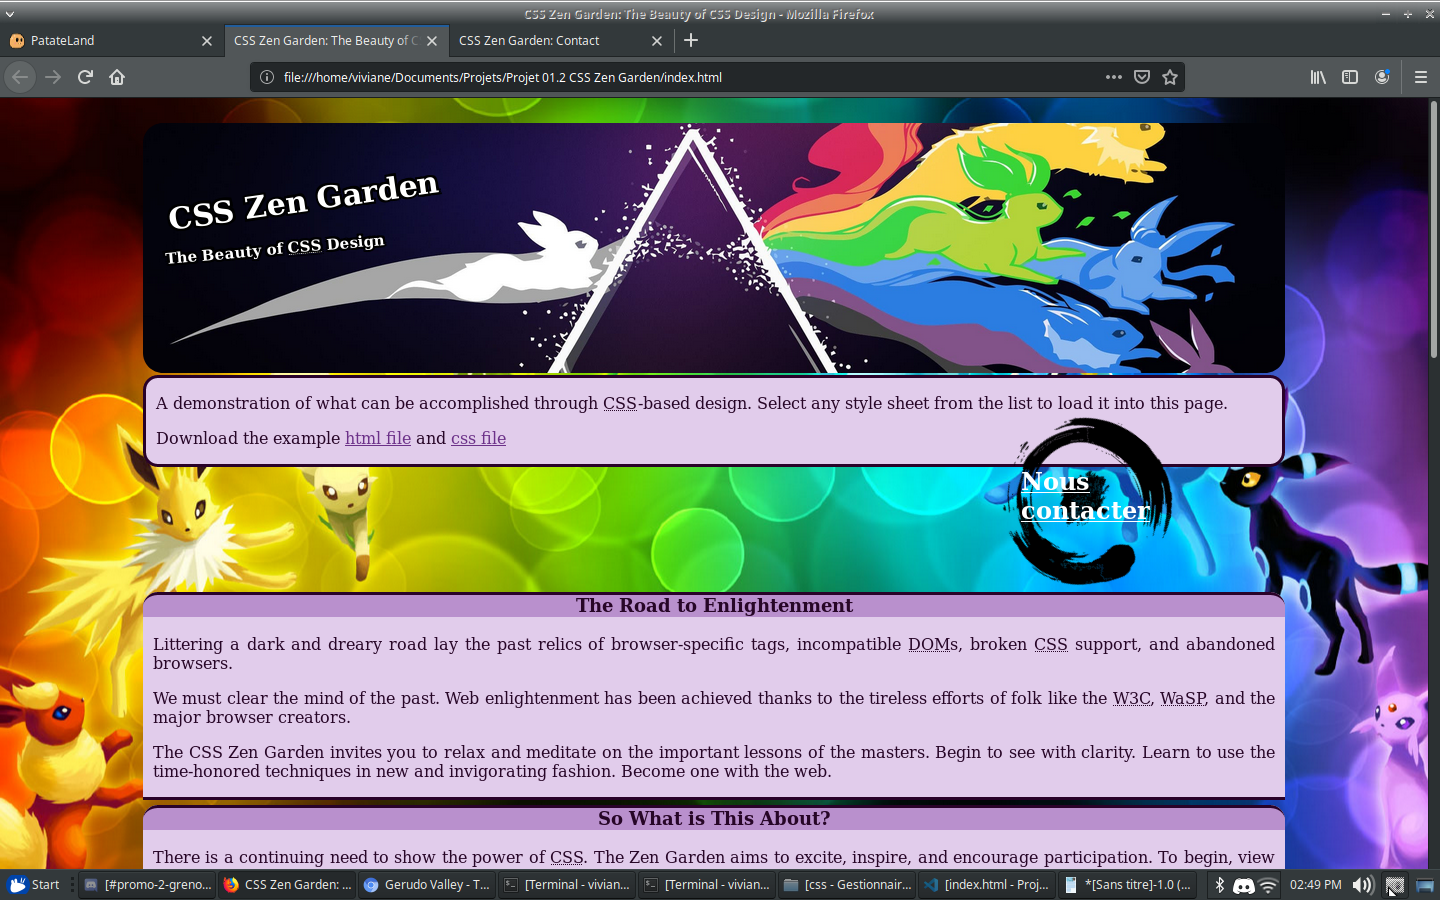 CSS Zen Garden: The Beauty of CSS Design - Mozilla Firefox
PatateLand
CSS Zen Garden: The Beauty of C
CSS Zen Garden: Contact
file:///home/viviane/Documents/Projets/Projet 01.2 CSS Zen Garden/index.html
CSS Zen Garden
The Beauty of CSS Design
A demonstration of what can be accomplished through CSS-based design. Select any style sheet from the list to load it into this page.
Download the example html file and css file
Nous
contacter
The Road to Enlightenment
Littering a dark and dreary road lay the past relics of browser-specific tags, incompatible DOMs, broken CSS support, and abandoned
browsers.
We must clear the mind of the past. Web enlightenment has been achieved thanks to the tireless efforts of folk like the W3C, WaSP, and the
major browser creators.
The CSS Zen Garden invites you to relax and meditate on the important lessons of the masters. Begin to see with clarity. Learn to use the
time-honored techniques in new and invigorating fashion. Become one with the web.
So What is This About?
There is a continuing need to show the power of CSS. The Zen Garden aims to excite, inspire, and encourage participation. To begin, view
Start
[#promo-2-greno...
CSS Zen Garden: ...
Gerudo Valley - T...
[Terminal - vivian...
[Terminal - vivian...
[css - Gestionnair...
[index.html - Proj...
*[Sans titre]-1.0 (...
02:49 PM